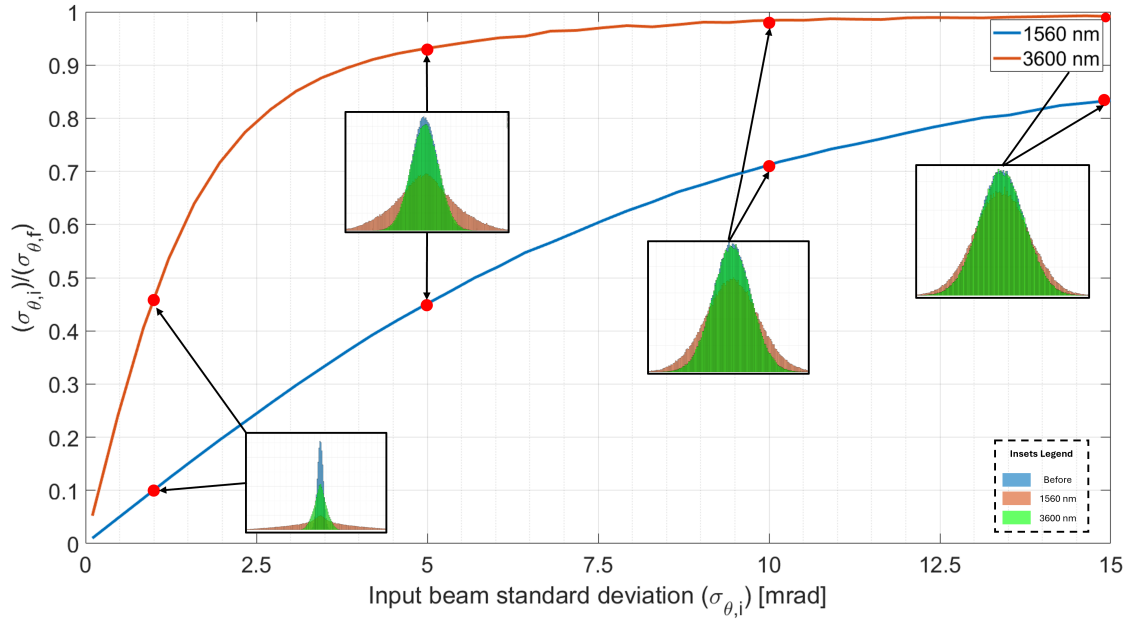 1
0.9
0.8
0.7
0.6
0.5
0.4
0.3
0.2
0.1
0
(σθ,i)/(σθ,f)
1560 nm
3600 nm
Insets Legend
Before
1560 nm
3600 nm
0 2.5 5 7.5 10 12.5 15
Input beam standard deviation (σθ,i) [mrad]